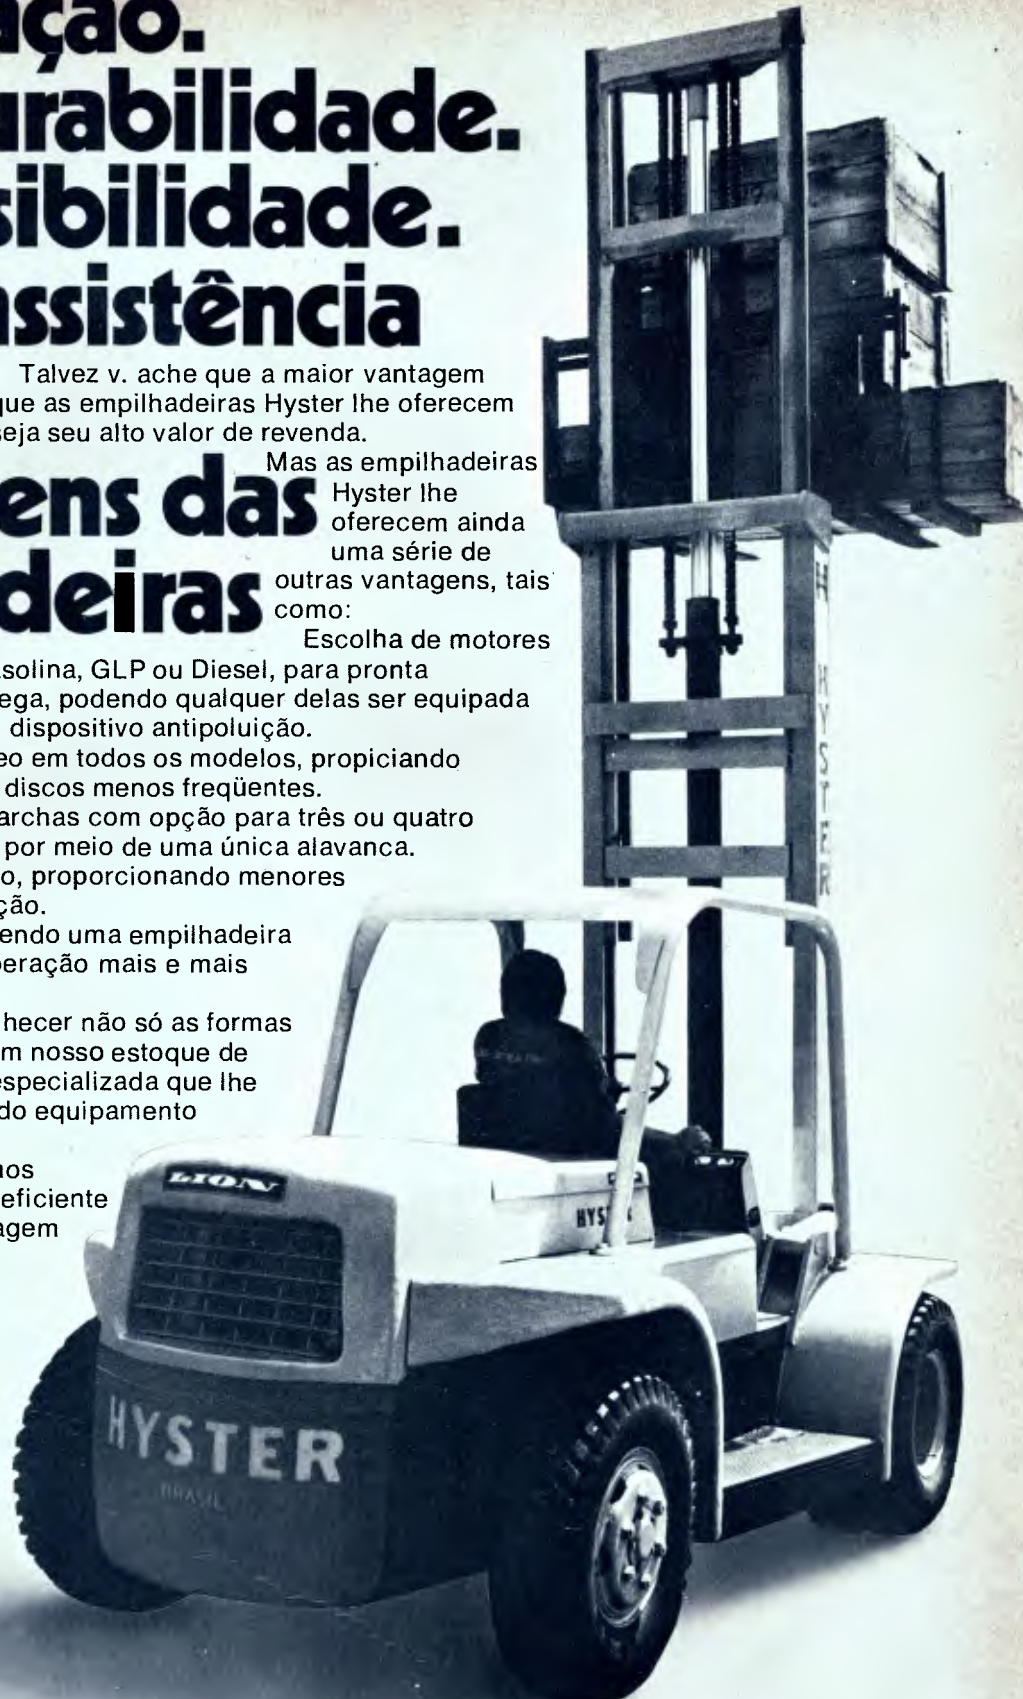 ação.
urabilidade.
sibilidade.
assistência
Talvez v. ache que a maior vantagem
que as empilhadeiras Hyster lhe oferecem
seja seu alto valor de revenda.
Mas as empilhadeiras
ens das
Hyster lhe
oferecem ainda
uma série de
deiras
outras vantagens, tais
como:
Escolha de motores
asolina, GLP ou Diesel, para pronta
ega, podendo qualquer delas ser equipada
dispositivo antipoluição.
eo em todos os modelos, propiciando
discos menos freqüentes.
archas com opção para três ou quatro
por meio de uma única alavanca.
o, proporcionando menores
ção.
endo uma empilhadeira
peração mais e mais
hecer não só as formas
m nosso estoque de
especializada que lhe
do equipamento
nos
eficiente
agem
H HYSTER
LION
HYSTER
HYSTER
BRASIL